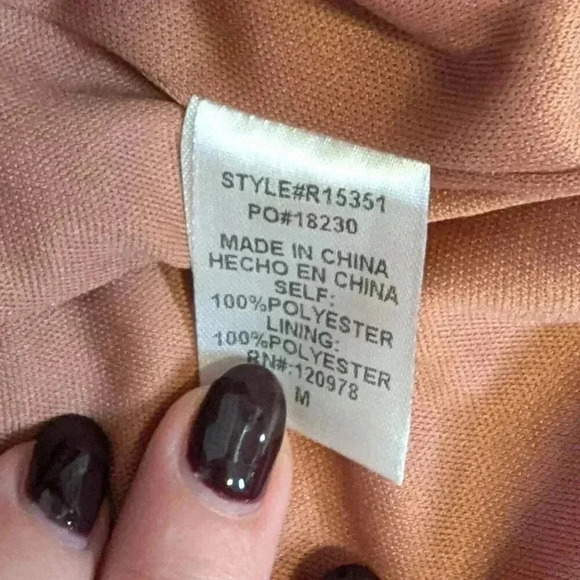 STYLE#R15351
PO#18230
MADE IN CHINA
HECHO EN CHINA
SELF:
100%POLYESTER
LINING:
100%POLYESTER
RN#:120978
M